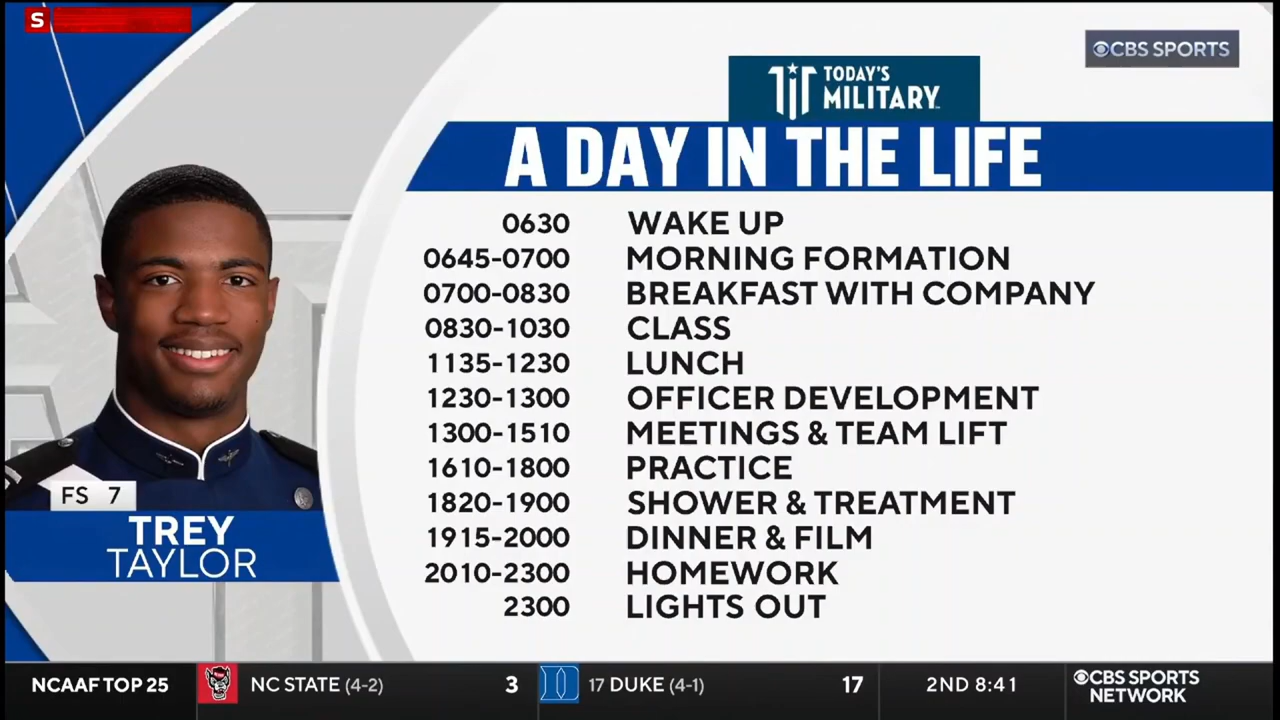 S
CBS SPORTS
TODAY'S
MILITARY
A DAY IN THE LIFE
0630 WAKE UP
0645-0700 MORNING FORMATION
0700-0830 BREAKFAST WITH COMPANY
0830-1030 CLASS
1135-1230 LUNCH
1230-1300 OFFICER DEVELOPMENT
1300-1510 MEETINGS & TEAM LIFT
1610-1800 PRACTICE
1820-1900 SHOWER & TREATMENT
1915-2000 DINNER & FILM
2010-2300 HOMEWORK
2300 LIGHTS OUT
FS 7
TREY
TAYLOR
NCAAF TOP 25 NC STATE (4-2) 3 D 17 DUKE (4-1) 17 2ND 8:41 CBS SPORTS NETWORK